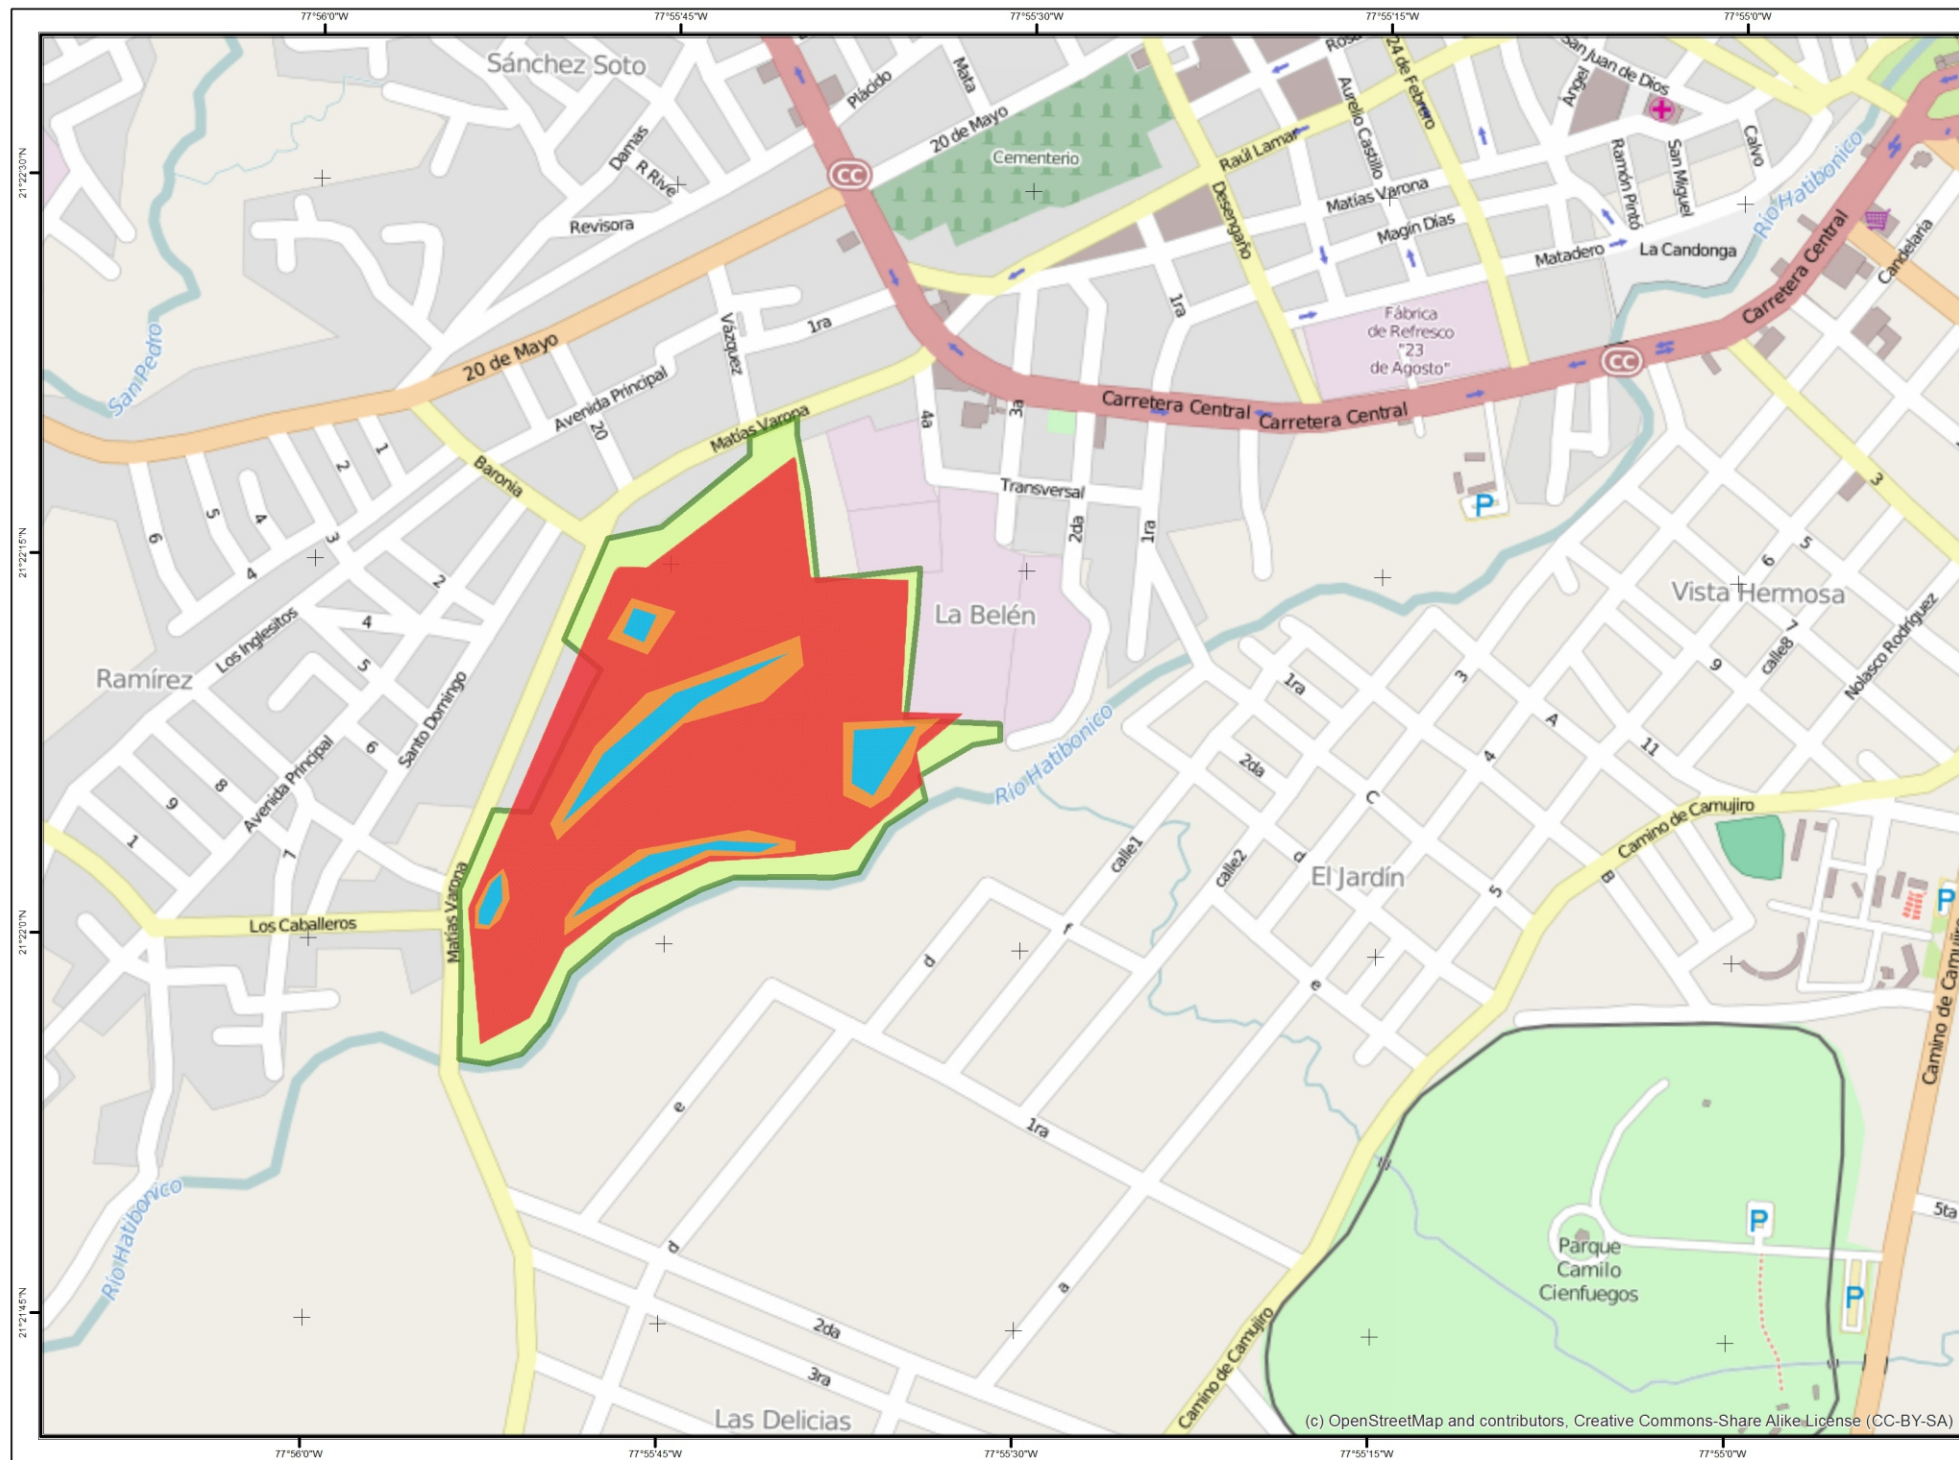 77°56'0"W
77°55'45"W
77°55'30"W
77°55'15"W
77°55'0"W
Sánchez Soto
Plácido
Mata
20 de Mayo
Cementerio
Damas
R Rive
Revisora
CC
Raúl Lamar
Desengaño
Aurelio Castillo
24 de Febrero
Angel
San Juan de Dios
Ramón Pintó
San Miguel
Calvo
Río Hatibonico
Matías Varona
Magín Días
Matadero
La Candonga
Candelaria
Carretera Central
21°22'30"N
San Pedro
20 de Mayo
Vázquez
1ra
1ra
Fábrica
de Refresco
"23
de Agosto"
CC
Avenida Principal
20
Matías Varona
4a
3a
Carretera Central
Carretera Central
Baronia
1
2
3
4
5
6
4
Transversal
2da
1ra
P
3
21°22'15"N
2
4
5
6
Los Inglesitos
Ramírez
Santo Domingo
Avenida Principal
8
9
1
7
La Belén
Río Hatibonico
Vista Hermosa
5
6
7
calle8
9
Nolasco Rodríguez
1ra
3
A
4
11
2da
C
Camino de Camujiro
calle1
calle2
d
El Jardín
5
B
P
Matías Varona
Los Caballeros
21°22'0"N
d
f
e
Camino de Camujiro
e
1ra
Río Hatibonico
d
a
5ta
P
Parque
Camilo
Cienfuegos
P
21°21'45"N
2da
3ra
Las Delicias
Camino de Camujiro
(c) OpenStreetMap and contributors, Creative Commons-Share Alike License (CC-BY-SA)
77°56'0"W
77°55'45"W
77°55'30"W
77°55'15"W
77°55'0"W